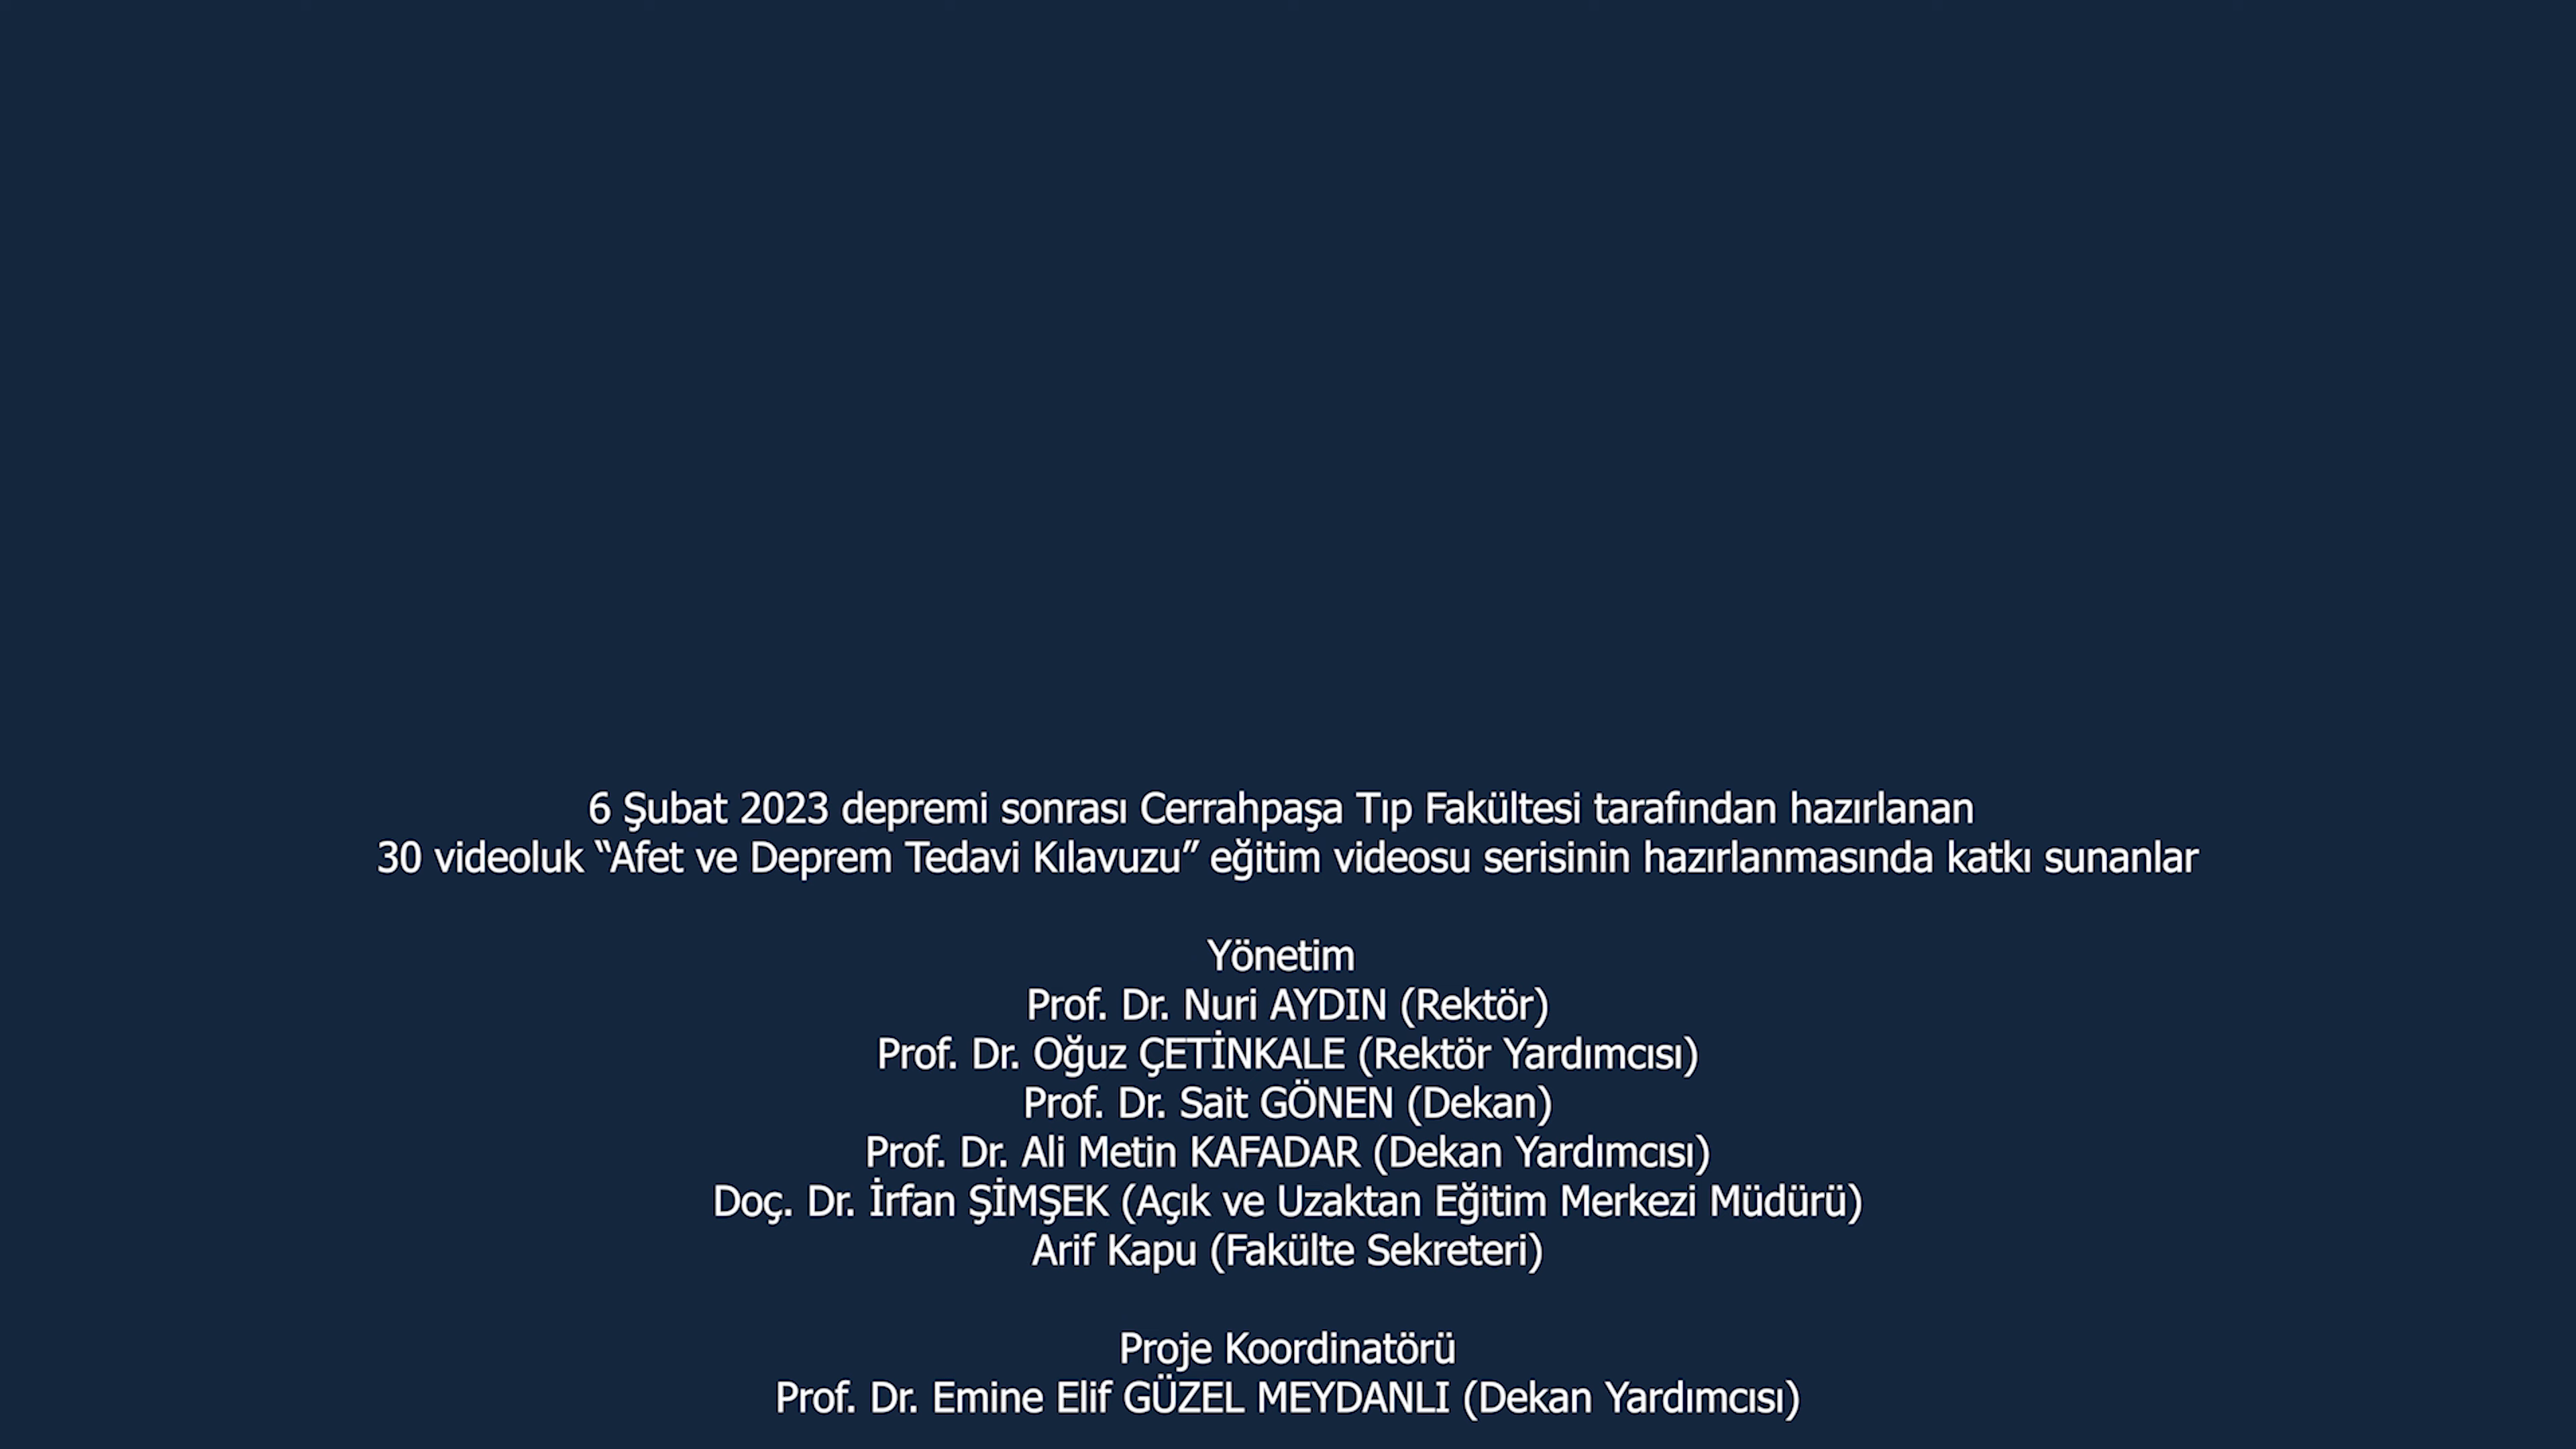 6 Şubat 2023 depremi sonrası Cerrahpaşa Tıp Fakültesi tarafından hazırlanan
30 videoluk “Afet ve Deprem Tedavi Kılavuzu” eğitim videosu serisinin hazırlanmasında katkı sunanlar
Yönetim
Prof. Dr. Nuri AYDIN (Rektör)
Prof. Dr. Oğuz ÇETİNKALE (Rektör Yardımcısı)
Prof. Dr. Sait GÖNEN (Dekan)
Prof. Dr. Ali Metin KAFADAR (Dekan Yardımcısı)
Doç. Dr. İrfan ŞİMŞEK (Açık ve Uzaktan Eğitim Merkezi Müdürü)
Arif Kapu (Fakülte Sekreteri)
Proje Koordinatörü
Prof. Dr. Emine Elif GÜZEL MEYDANLI (Dekan Yardımcısı)